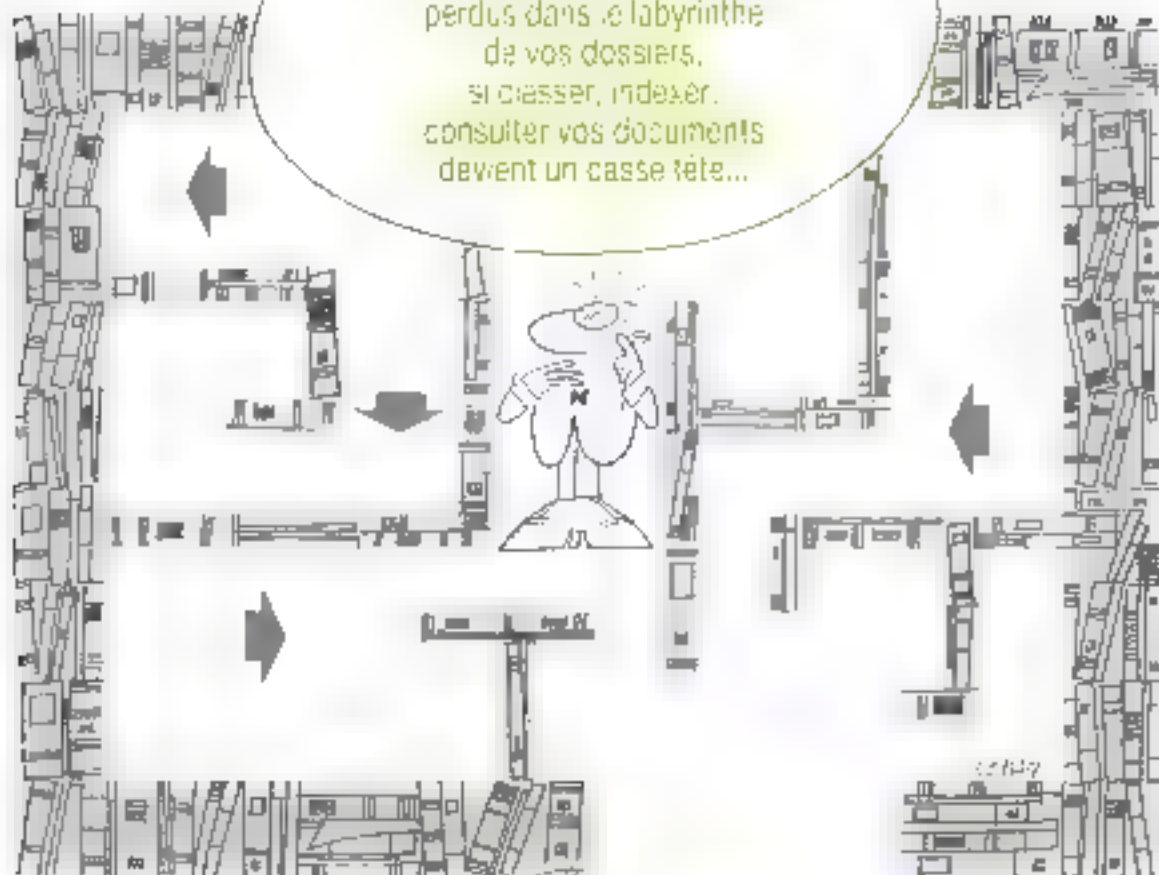 perdus dans le labyrinthe
de vos dossiers,
si classer, indexer,
consulter vos documents
devient un casse tête...